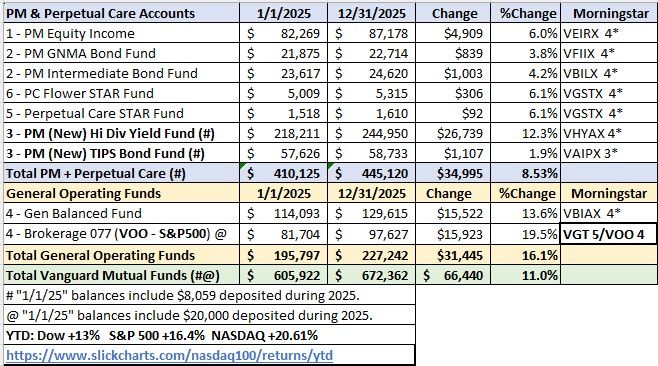 PM & Perpetual Care Accounts 1/1/2025 12/31/2025 Change %Change Morningstar
1 - PM Equity Income $ 82,269 $ 87,178 $4,909 6.0% VEIRX 4*
2 - PM GNMA Bond Fund $ 21,875 $ 22,714 $839 3.8% VFIIX 4*
2 - PM Intermediate Bond Fund $ 23,617 $ 24,620 $1,003 4.2% VBILX 4*
6 - PC Flower STAR Fund $ 5,009 $ 5,315 $306 6.1% VGSTX 4*
5 - Perpetual Care STAR Fund $ 1,518 $ 1,610 $92 6.1% VGSTX 4*
3 - PM (New) Hi Div Yield Fund (#) $ 218,211 $ 244,950 $26,739 12.3% VHYAX 4*
3 - PM (New) TIPS Bond Fund (#) $ 57,626 $ 58,733 $1,107 1.9% VAIPX 3*
Total PM + Perpetual Care (#) $ 410,125 $ 445,120 $34,995 8.53%
General Operating Funds 1/1/2025 12/31/2025 Change %Change Morningstar
4 - Gen Balanced Fund $ 114,093 $ 129,615 $15,522 13.6% VBIAX 4*
4 - Brokerage 077 (VOO - S&P500) @ $ 81,704 $ 97,627 $15,923 19.5% VGT 5/VOO 4
Total General Operating Funds $ 195,797 $ 227,242 $31,445 16.1%
Total Vanguard Mutual Funds (#@) $ 605,922 $ 672,362 $ 66,440 11.0%
# "1/1/25" balances include $8,059 deposited during 2025.
@ "1/1/25" balances include $20,000 deposited during 2025.
YTD: Dow +13% S&P 500 +16.4% NASDAQ +20.61%
https://www.slickcharts.com/nasdaq100/returns/ytd